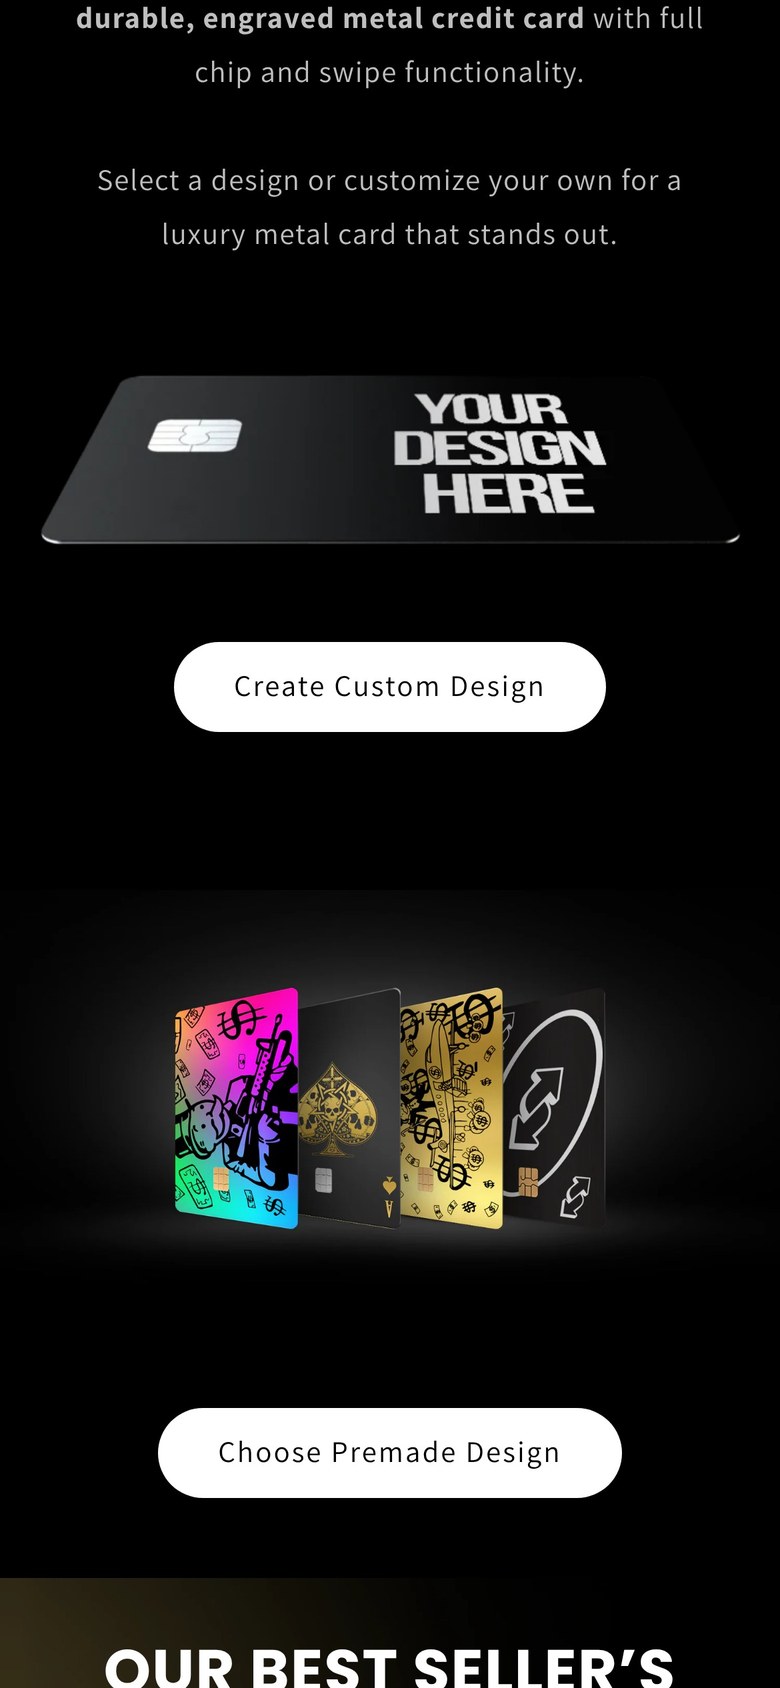 durable, engraved metal credit card with full
chip and swipe functionality.
Select a design or customize your own for a
luxury metal card that stands out.
YOUR
DESIGN
HERE
Create Custom Design
A
Choose Premade Design
OUR BEST SELLER’S